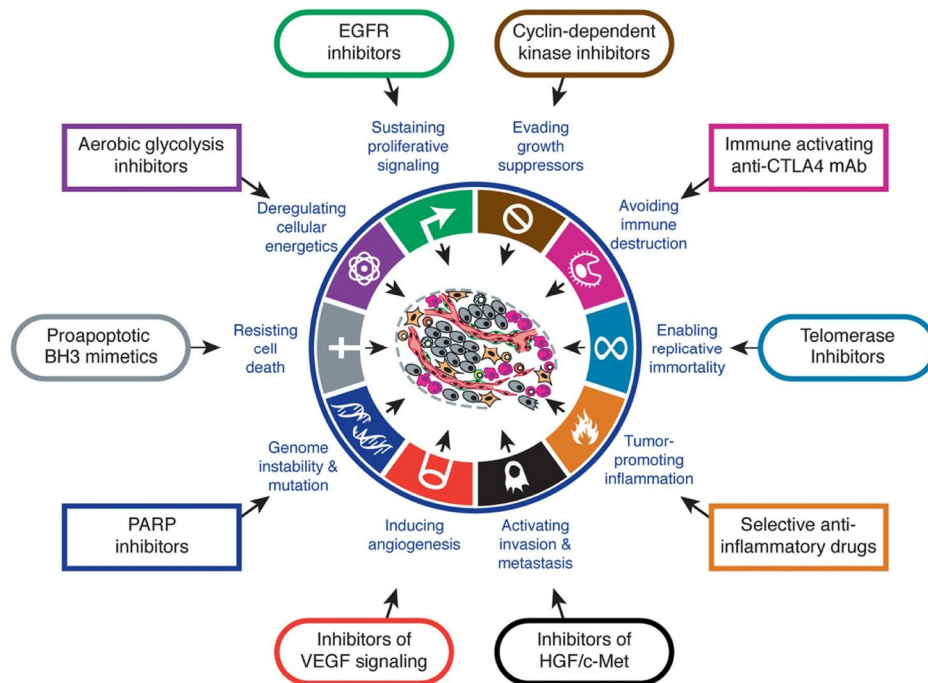 EGFR
inhibitors
Cyclin-dependent
kinase inhibitors
Sustaining
proliferative
signaling
Evading
growth
suppressors
Aerobic glycolysis
inhibitors
Immune activating
anti-CTLA4 mAb
Deregulating
cellular
energetics
Avoiding
immune
destruction
Proapoptotic
BH3 mimetics
Resisting
cell
death
Enabling
replicative
immortality
Telomerase
Inhibitors
Genome
instability &
mutation
Tumor-
promoting
inflammation
PARP
inhibitors
Inducing
angiogenesis
Activating
invasion &
metastasis
Selective anti-
inflammatory drugs
Inhibitors of
VEGF signaling
Inhibitors of
HGF/c-Met